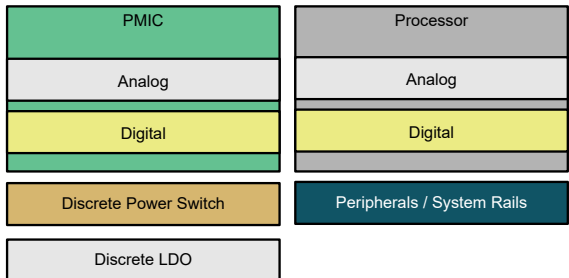 PMIC
Analog
Digital
Discrete Power Switch
Discrete LDO
Processor
Analog
Digital
Peripherals / System Rails